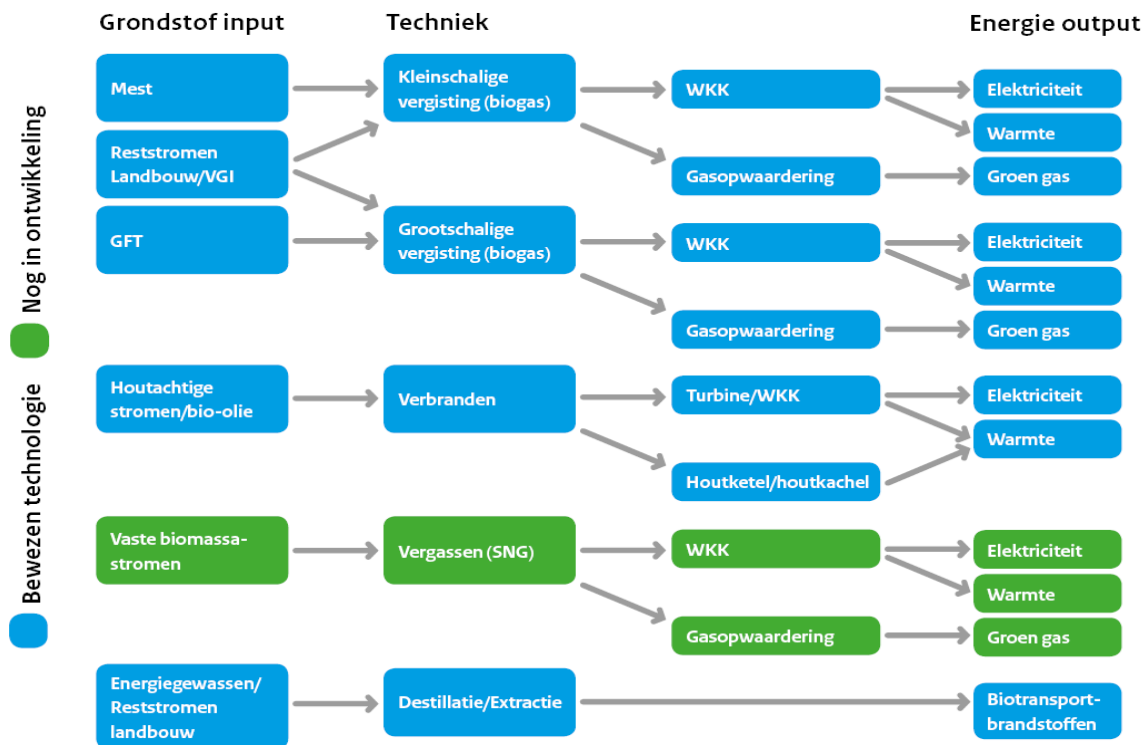 Grondstof input
Techniek
Energie output
Mest
Kleinschalige
vergisting (biogas)
WKK
Elektriciteit
Warmte
Reststromen
Landbouw/VGI
Gasopwaardering
Groen gas
GFT
Grootschalige
vergisting (biogas)
WKK
Elektriciteit
Warmte
Gasopwaardering
Groen gas
Houtachtige
stromen/bio-olie
Verbranden
Turbine/WKK
Elektriciteit
Warmte
Houtketel/houtkachel
Vaste biomassa-
stromen
Vergassen (SNG)
WKK
Elektriciteit
Warmte
Gasopwaardering
Groen gas
Energiegewassen/
Reststromen
landbouw
Destillatie/Extractie
Biotransport-
brandstoffen
Nog in ontwikkeling
Bewezen technologie